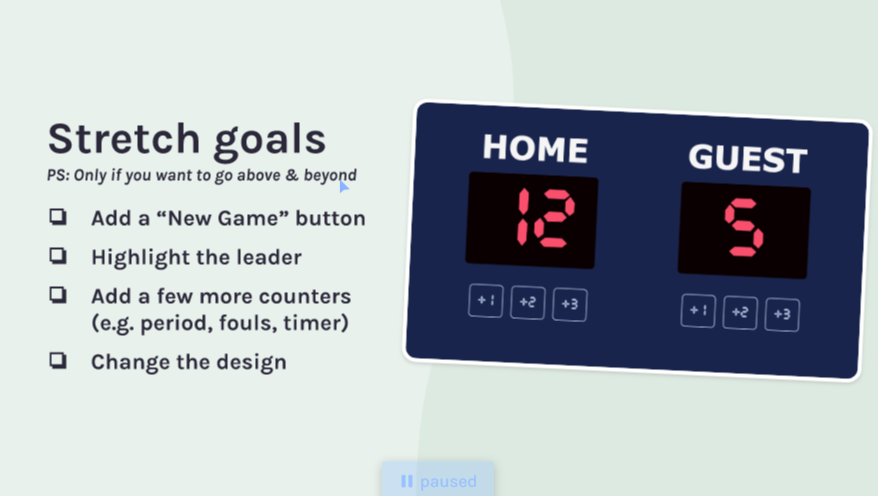 Stretch goals
PS: Only if you want to go above & beyond
Add a “New Game” button
Highlight the leader
Add a few more counters
(e.g. period, fouls, timer)
Change the design
HOME
12
+1 +2 +3
GUEST
5
+1 +2 +3
paused